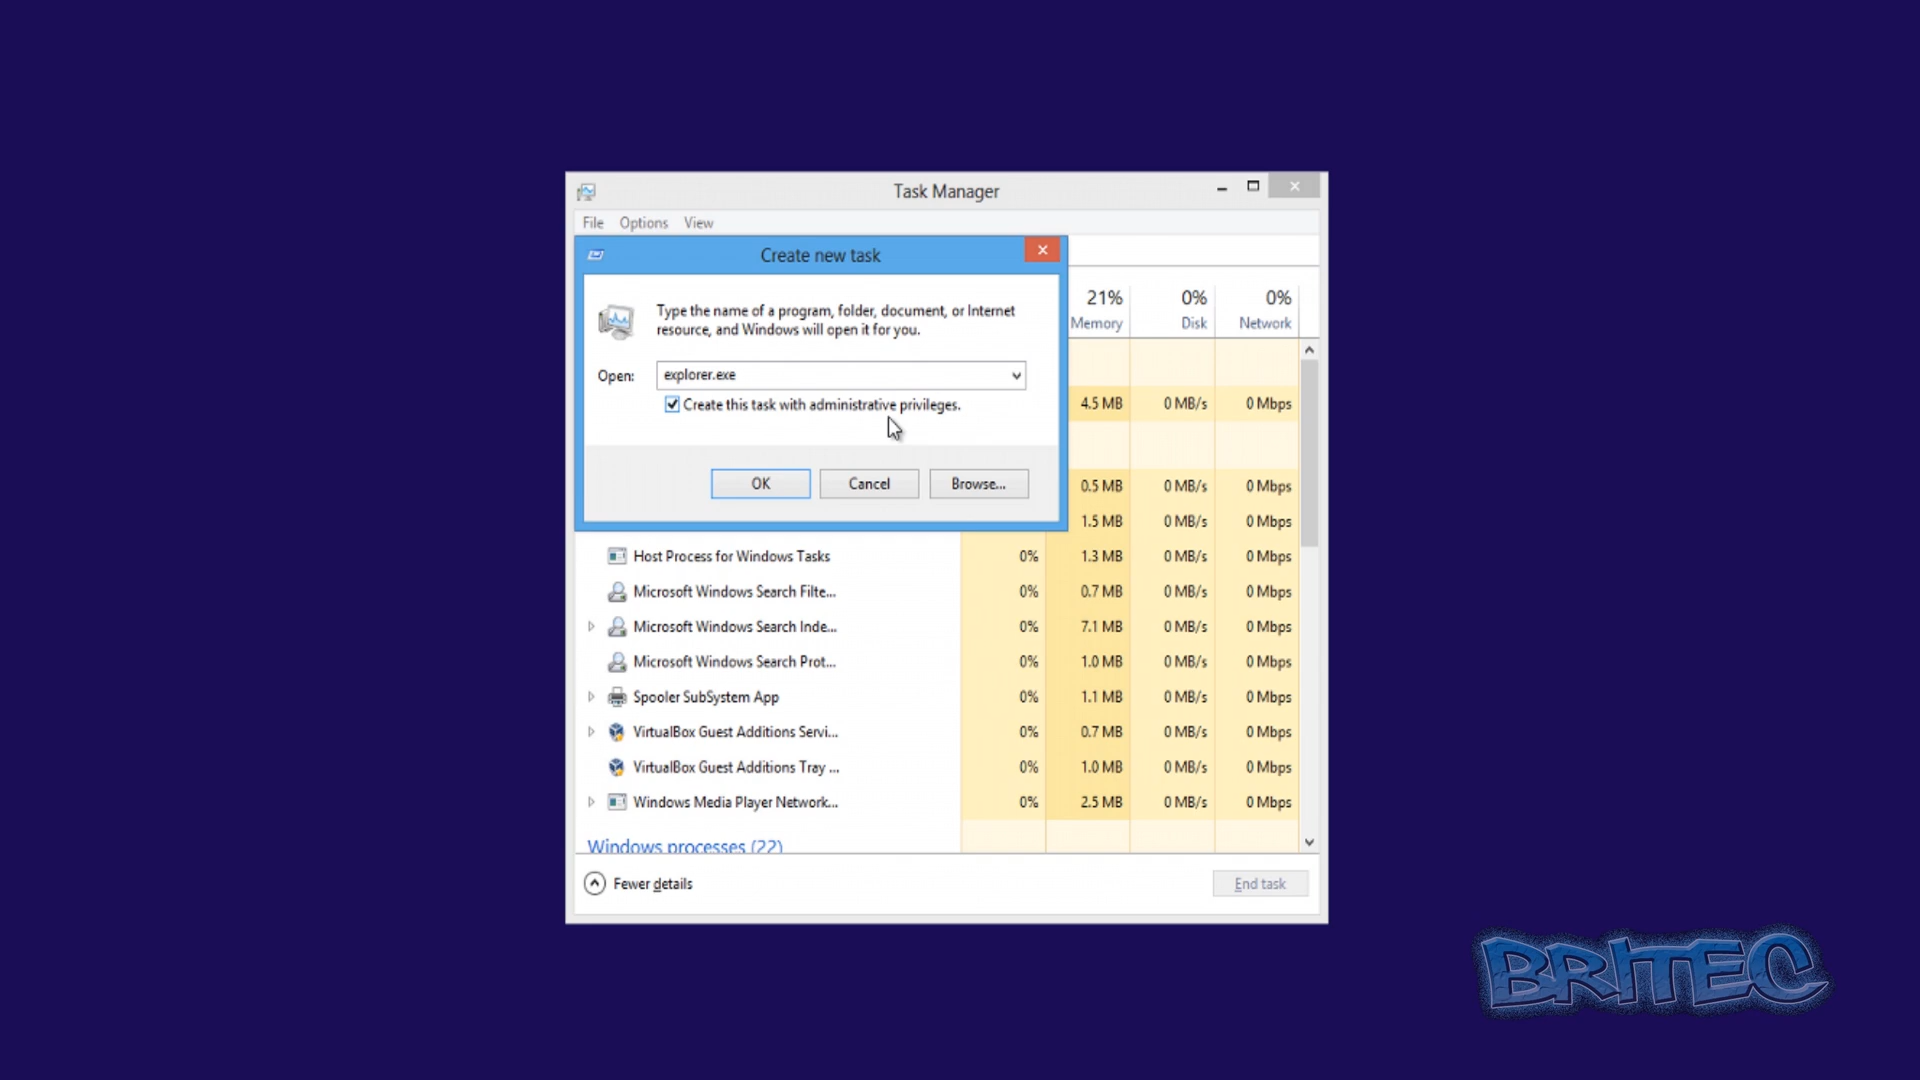 Task Manager
File Options View
Create new task
Type the name of a program, folder, document, or Internet
resource, and Windows will open it for you.
Open: explorer.exe
Create this task with administrative privileges.
OK Cancel Browse...
21% 0% 0%
Memory Disk Network
4.5 MB 0 MB/s 0 Mbps
0.5 MB 0 MB/s 0 Mbps
1.5 MB 0 MB/s 0 Mbps
Host Process for Windows Tasks 0% 1.3 MB 0 MB/s 0 Mbps
Microsoft Windows Search Filte... 0% 0.7 MB 0 MB/s 0 Mbps
Microsoft Windows Search Inde... 0% 7.1 MB 0 MB/s 0 Mbps
Microsoft Windows Search Prot... 0% 1.0 MB 0 MB/s 0 Mbps
Spooler SubSystem App 0% 1.1 MB 0 MB/s 0 Mbps
VirtualBox Guest Additions Servi... 0% 0.7 MB 0 MB/s 0 Mbps
VirtualBox Guest Additions Tray ... 0% 1.0 MB 0 MB/s 0 Mbps
Windows Media Player Network... 0% 2.5 MB 0 MB/s 0 Mbps
Windows processes (22)
Fewer details End task
BRITEC